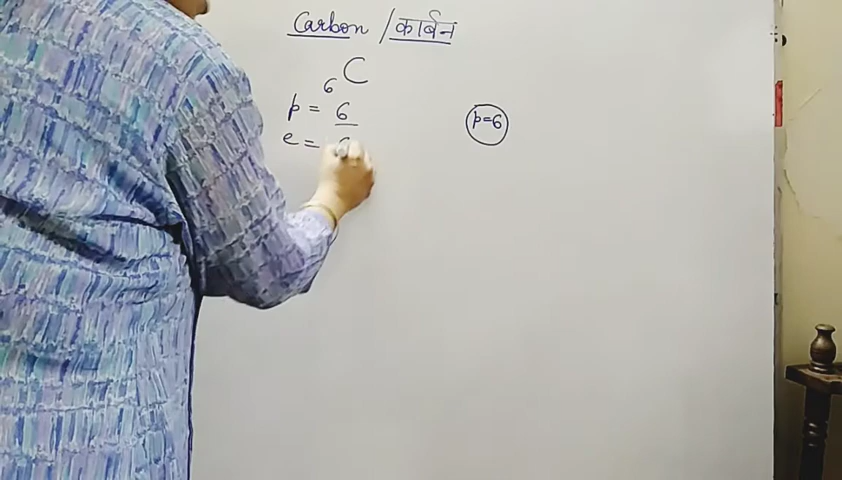 Carbon / कार्बन
₆C
p = 6
e =
p=6